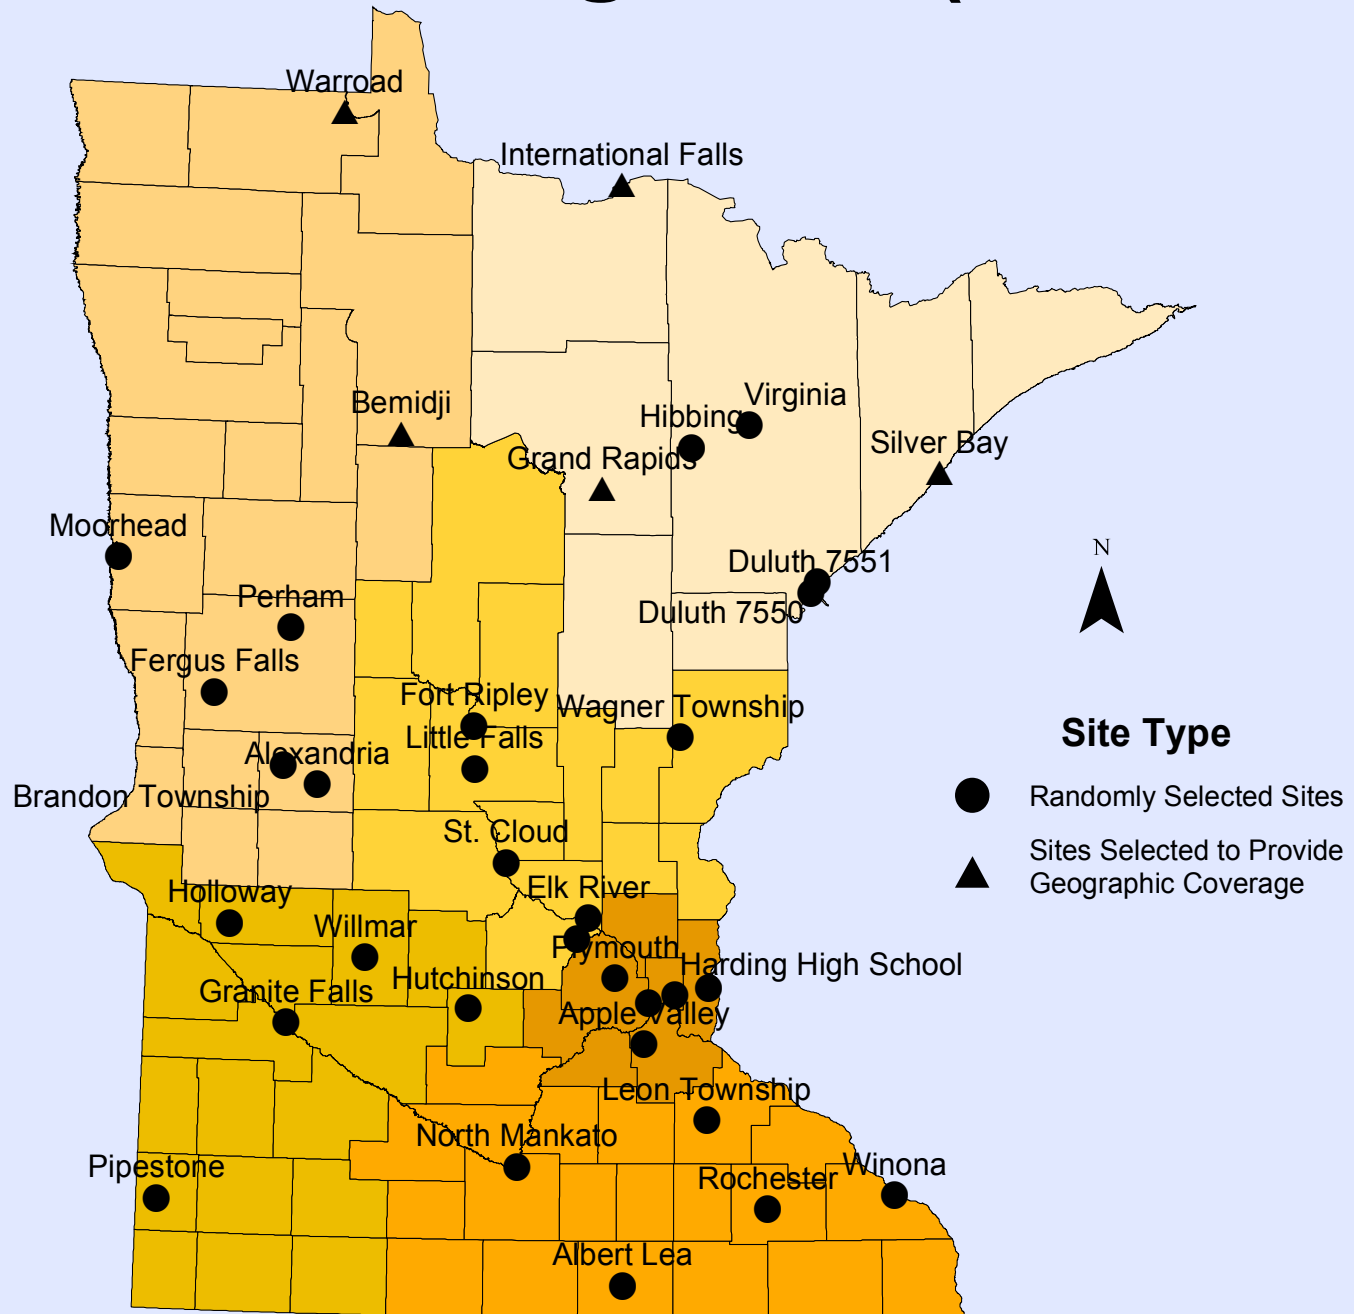 Warroad
International Falls
Bemidji
Virginia
Hibbing
Silver Bay
Grand Rapids
Moorhead
N
Duluth 7551
Perham
Duluth 7550
Fergus Falls
Fort Ripley
Wagner Township
Little Falls
Site Type
Alexandria
Brandon Township
Randomly Selected Sites
St. Cloud
Sites Selected to Provide
Geographic Coverage
Elk River
Holloway
Willmar
Plymouth
Harding High School
Hutchinson
Granite Falls
Apple Valley
Leon Township
North Mankato
Pipestone
Winona
Rochester
Albert Lea